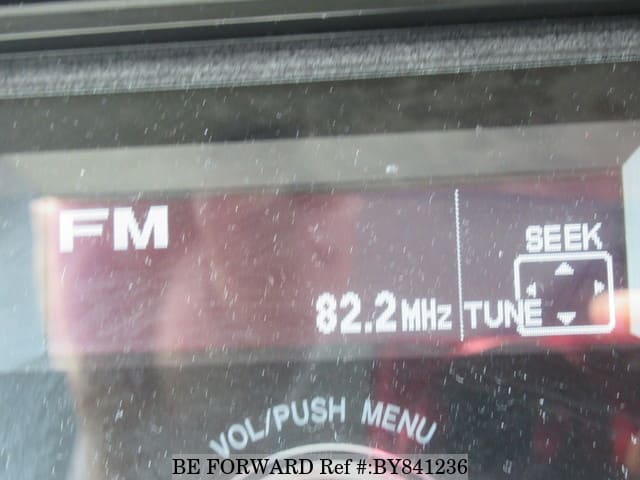 FM
SEEK
82.2MHz TUNE
VOL/PUSH MENU
BE FORWARD Ref #:BY841236